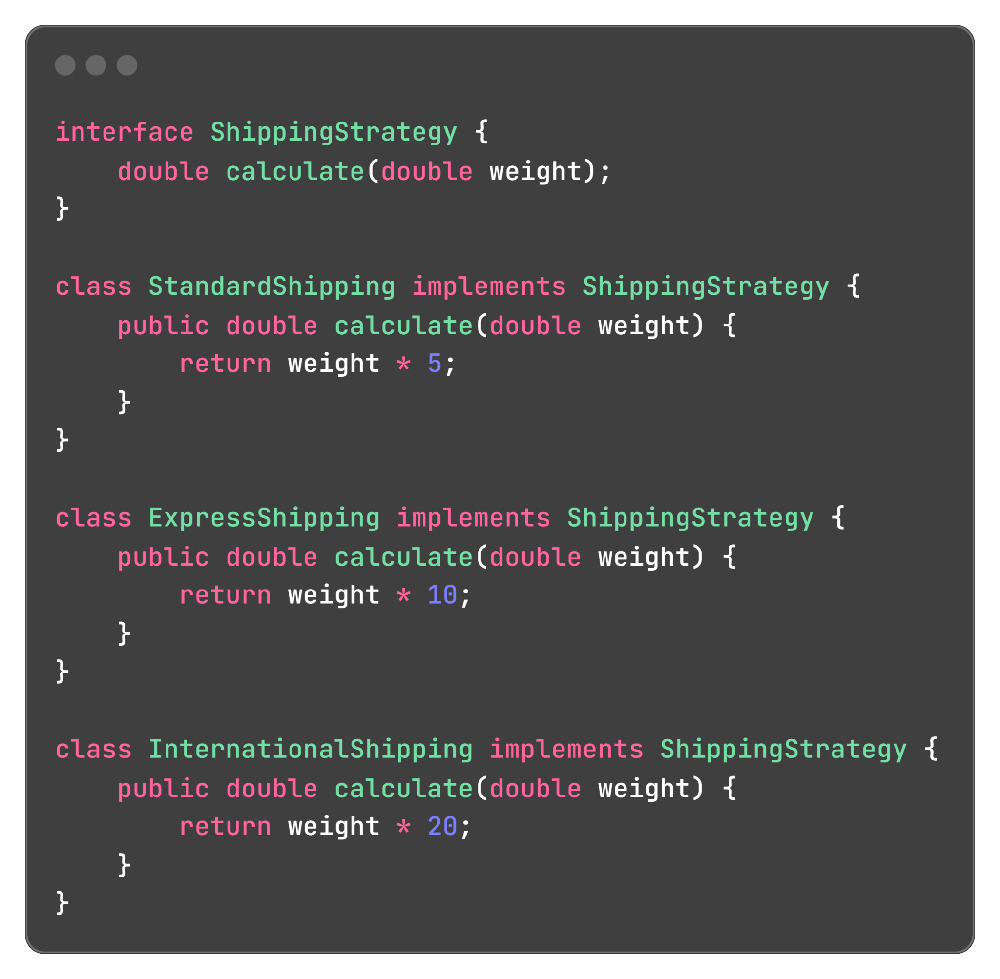 interface ShippingStrategy {
    double calculate(double weight);
}

class StandardShipping implements ShippingStrategy {
    public double calculate(double weight) {
        return weight * 5;
    }
}

class ExpressShipping implements ShippingStrategy {
    public double calculate(double weight) {
        return weight * 10;
    }
}

class InternationalShipping implements ShippingStrategy {
    public double calculate(double weight) {
        return weight * 20;
    }
}